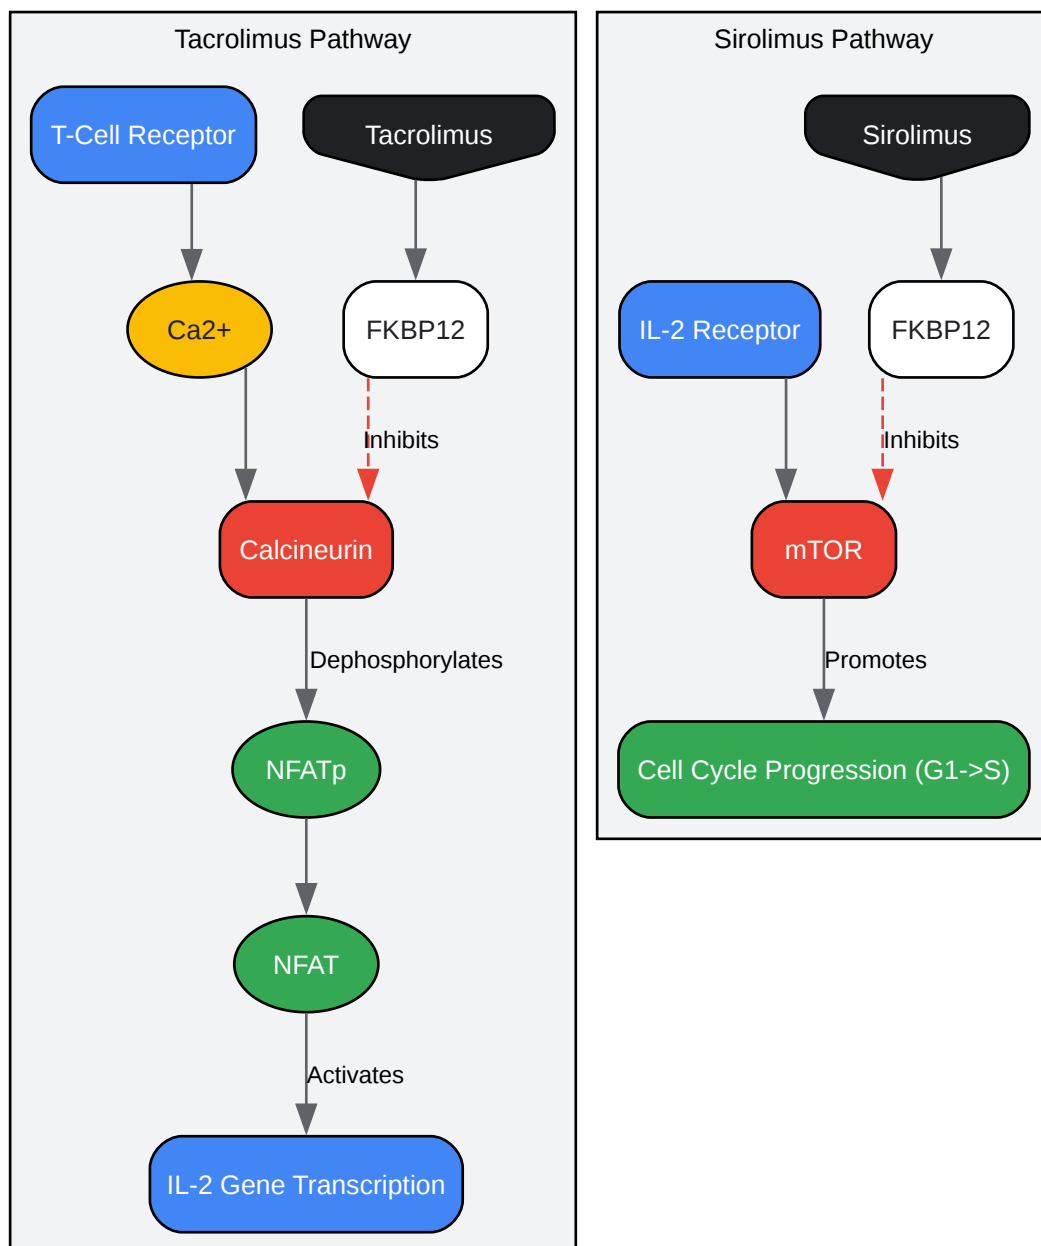 Tacrolimus Pathway
T-Cell Receptor
Tacrolimus
Ca2+
FKBP12
Inhibits
Calcineurin
Dephosphorylates
NFATp
NFAT
Activates
IL-2 Gene Transcription
Sirolimus Pathway
Sirolimus
IL-2 Receptor
FKBP12
Inhibits
mTOR
Promotes
Cell Cycle Progression (G1->S)